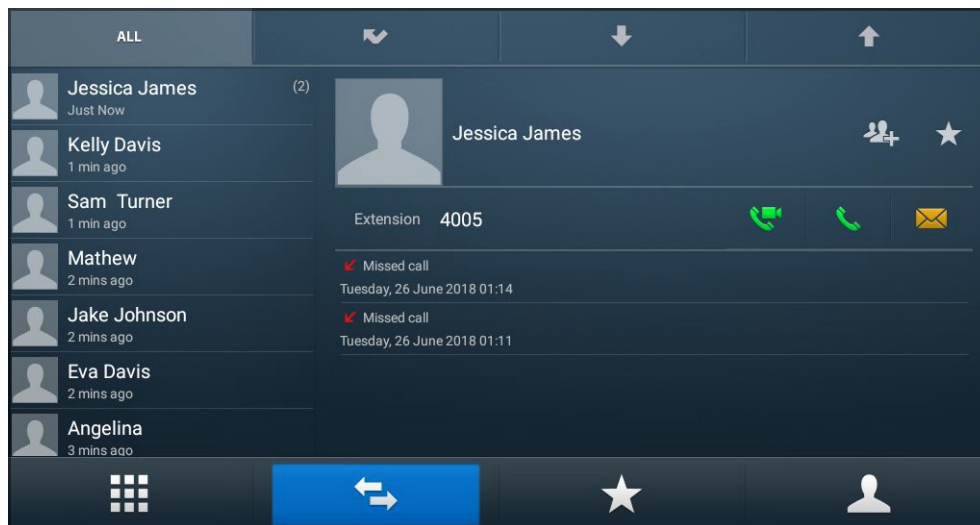 ALL
Jessica James (2)
Just Now
Kelly Davis
1 min ago
Sam Turner
1 min ago
Mathew
2 mins ago
Jake Johnson
2 mins ago
Eva Davis
2 mins ago
Angelina
3 mins ago
Jessica James
Extension 4005
Missed call
Tuesday, 26 June 2018 01:14
Missed call
Tuesday, 26 June 2018 01:11